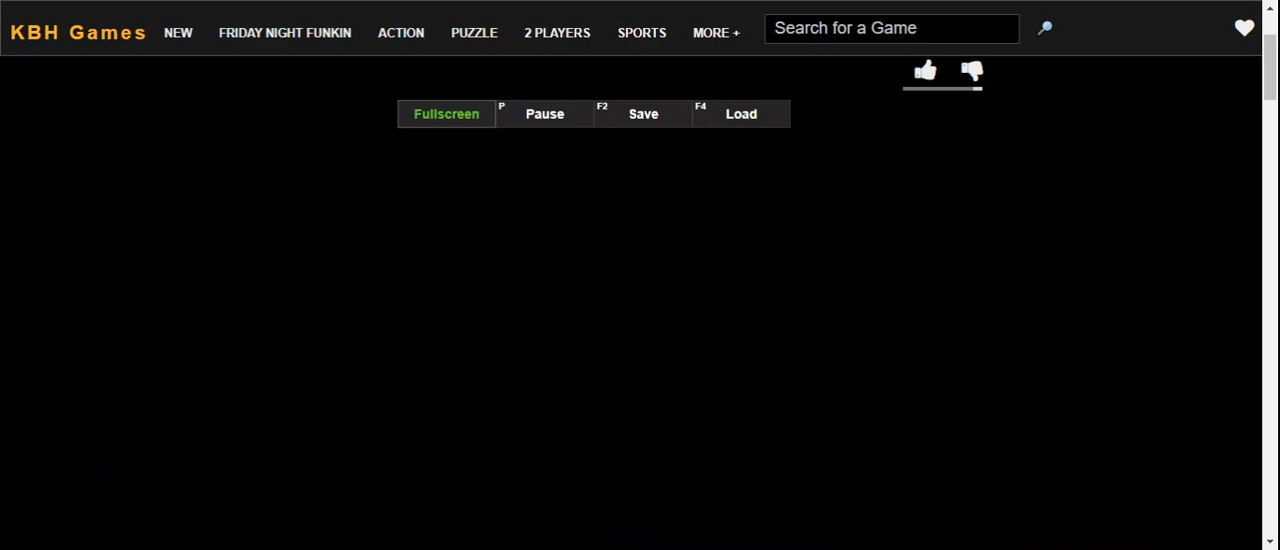 KBH Games NEW FRIDAY NIGHT FUNKIN ACTION PUZZLE 2 PLAYERS SPORTS MORE + Search for a Game
Fullscreen P Pause F2 Save F4 Load